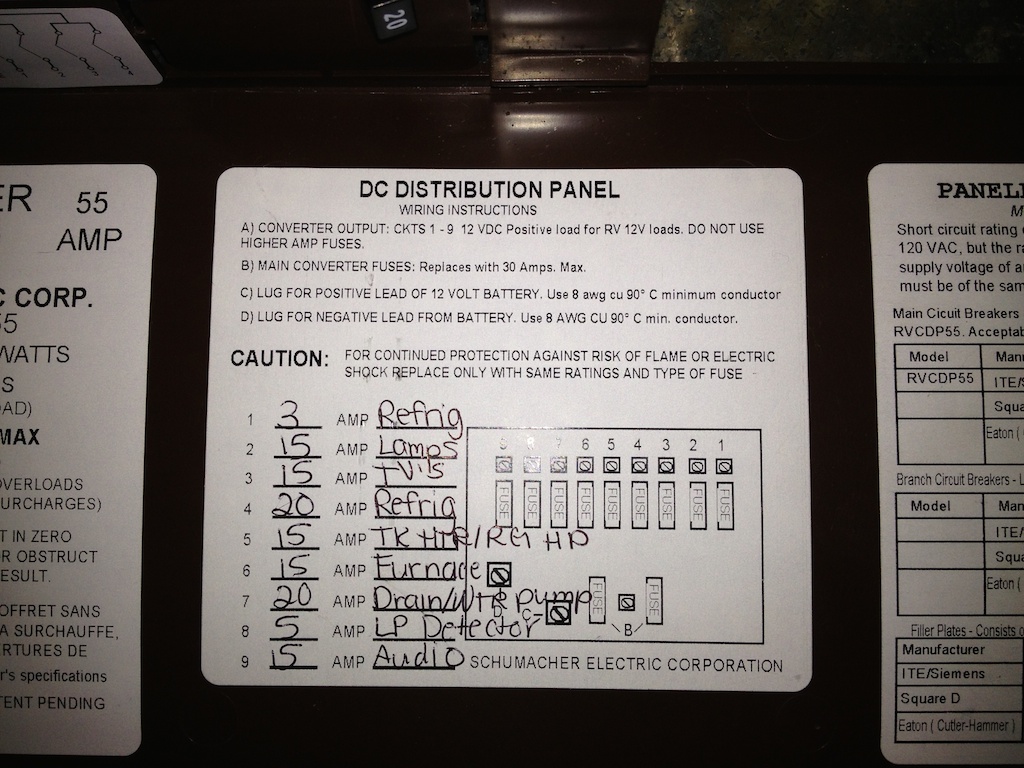 20
ER 55
AMP
C CORP.
55
WATTS
S
OAD)
MAX
OVERLOADS
SURCHARGES)
T IN ZERO
R OBSTRUCT
ESULT.
OFFRET SANS
A SURCHAUFFE,
ERTURES DE
r's specifications
TENT PENDING
DC DISTRIBUTION PANEL
WIRING INSTRUCTIONS
A) CONVERTER OUTPUT: CKTS 1 - 9 12 VDC Positive load for RV 12V loads. DO NOT USE
HIGHER AMP FUSES.
B) MAIN CONVERTER FUSES: Replaces with 30 Amps. Max.
C) LUG FOR POSITIVE LEAD OF 12 VOLT BATTERY. Use 8 awg cu 90° C minimum conductor
D) LUG FOR NEGATIVE LEAD FROM BATTERY. Use 8 AWG CU 90° C min. conductor.
CAUTION: FOR CONTINUED PROTECTION AGAINST RISK OF FLAME OR ELECTRIC
SHOCK REPLACE ONLY WITH SAME RATINGS AND TYPE OF FUSE
1 3 AMP Refrig
2 15 AMP Lamps
3 15 AMP TV'S
4 20 AMP Refrig
5 15 AMP TK HTR/RG HD
6 15 AMP Furnace
7 20 AMP Drain/Wtr pump
8 5 AMP LP Detector
9 15 AMP Audio
9 8 7 6 5 4 3 2 1
FUSE FUSE FUSE FUSE FUSE FUSE FUSE FUSE FUSE
FUSE FUSE
D C B
SCHUMACHER ELECTRIC CORPORATION
PANEL
M
Short circuit rating
120 VAC, but the ra
supply voltage of a
must be of the sam
Main Cicuit Breakers
RVCDP55. Acceptab
Model Man
RVCDP55 ITE/S
Squa
Eaton (
Branch Circuit Breakers - L
Model Man
ITE/
Squa
Eaton (
Filler Plates - Consists o
Manufacturer
ITE/Siemens
Square D
Eaton ( Cutler-Hammer )